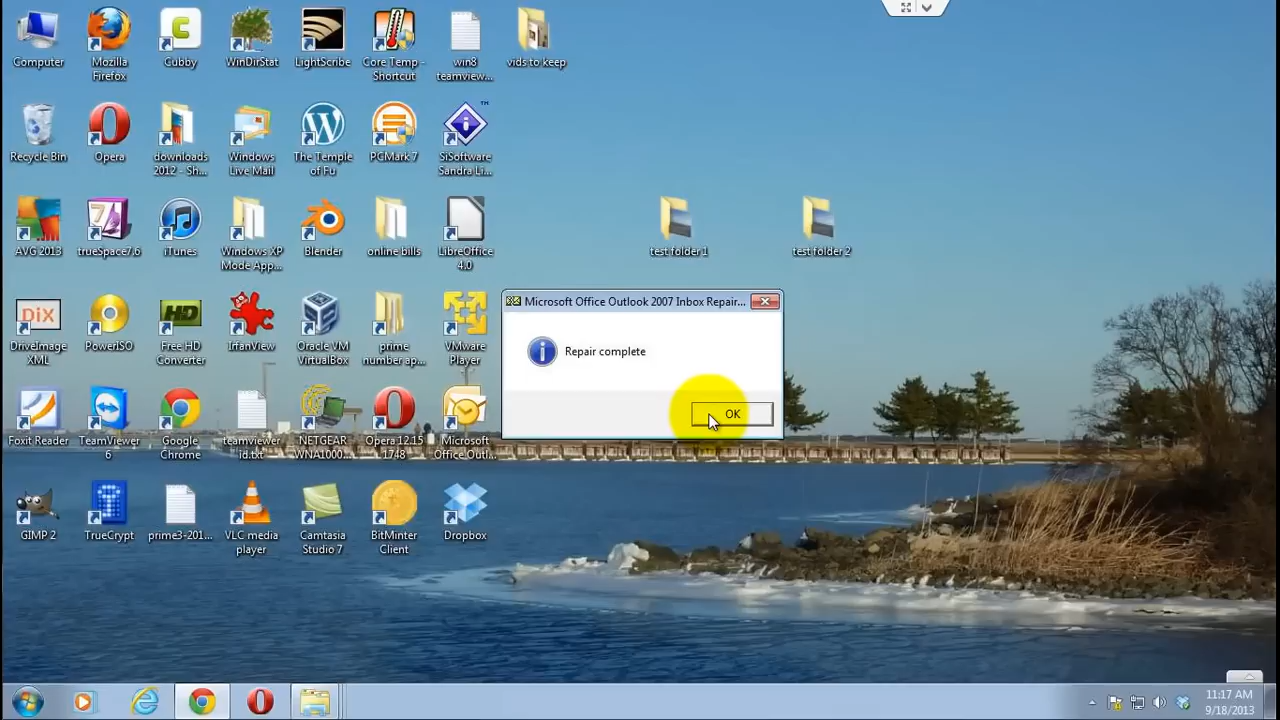 Computer
Mozilla
Firefox
Cubby
WinDirStat
LightScribe
Core Temp -
Shortcut
win8
teamview...
vids to keep
Recycle Bin
Opera
downloads
2012 - Sh...
Windows
Live Mail
The Temple
of Fu
PCMark 7
SiSoftware
Sandra Li...
AVG 2013
trueSpace7.6
iTunes
Windows XP
Mode App...
Blender
online bills
LibreOffice
4.0
test folder 1
test folder 2
DiX
DriveImage
XML
PowerISO
HD
Free HD
Converter
IrfanView
Oracle VM
VirtualBox
prime
number ap...
VMware
Player
Microsoft Office Outlook 2007 Inbox Repair...
Repair complete
OK
Foxit Reader
TeamViewer
6
Google
Chrome
teamviewer
id.txt
NETGEAR
WNA1000...
Opera 12.15
1748
Microsoft
Office Outl...
GIMP 2
TrueCrypt
prime3-201...
VLC media
player
Camtasia
Studio 7
BitMinter
Client
Dropbox
11:17 AM
9/18/2013